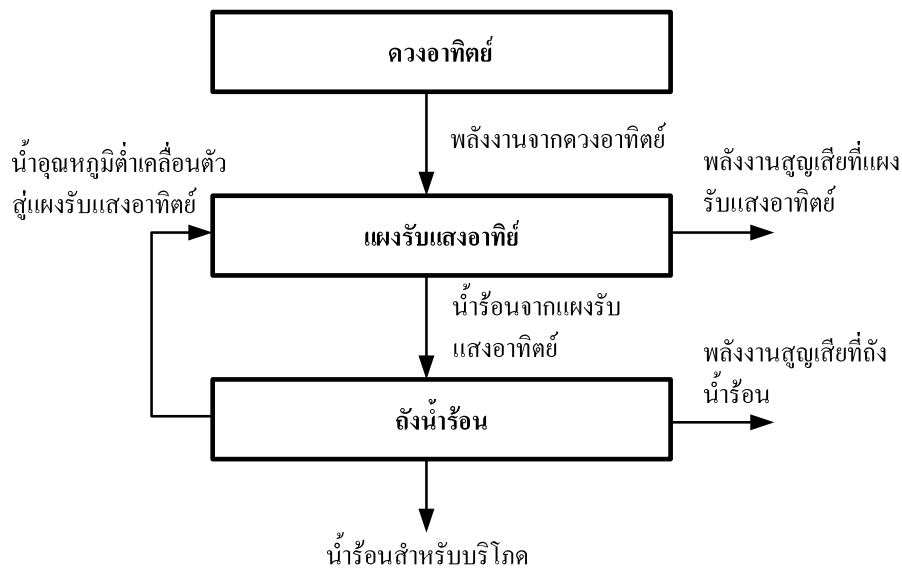 ดวงอาทิตย์
พลังงานจากดวงอาทิตย์
น้ำอุณหภูมิต่ำเคลื่อนตัว
สู่แผงรับแสงอาทิตย์
พลังงานสูญเสียที่แผง
รับแสงอาทิตย์
แผงรับแสงอาทิย์
น้ำร้อนจากแผงรับ
แสงอาทิตย์
พลังงานสูญเสียที่ถัง
น้ำร้อน
ถังน้ำร้อน
น้ำร้อนสำหรับบริโภด